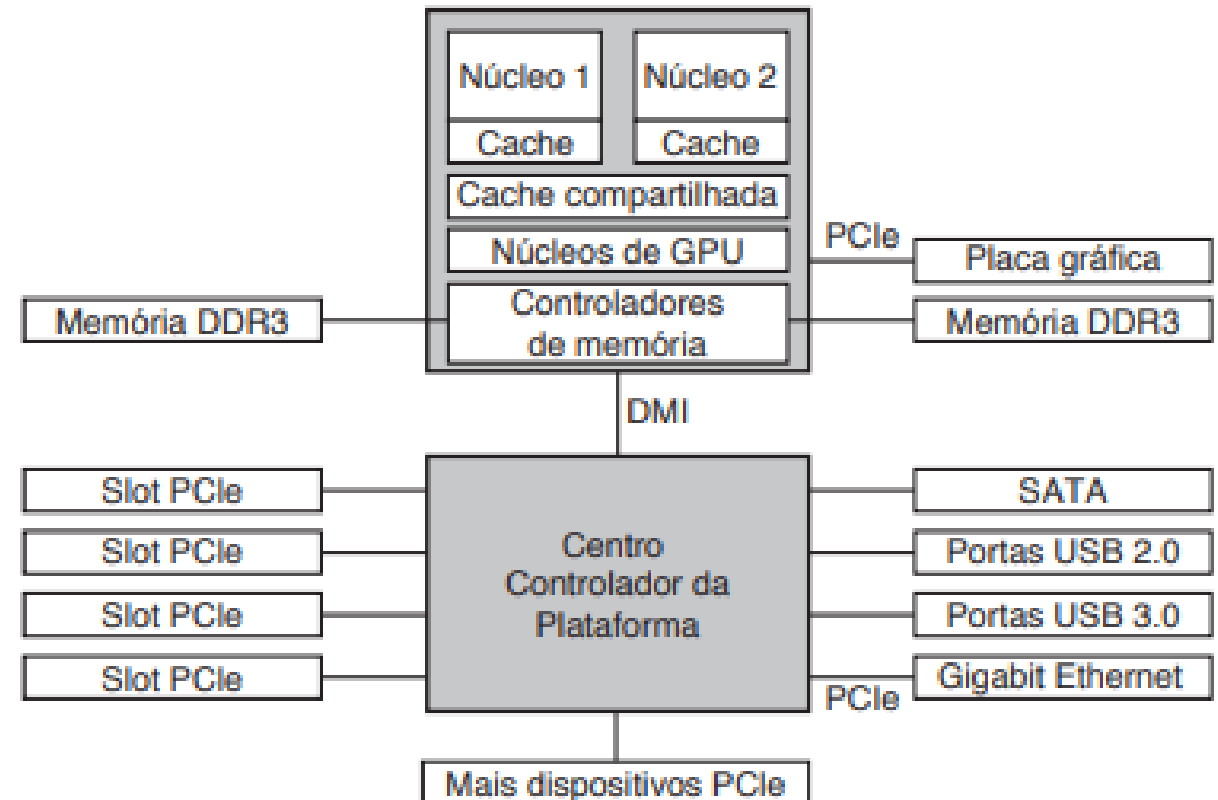 Núcleo 1
Núcleo 2
Cache
Cache
Cache compartilhada
Núcleos de GPU
PCIe
Placa gráfica
Memória DDR3
Controladores
de memória
Memória DDR3
DMI
Slot PCIe
SATA
Slot PCIe
Centro
Controlador da
Plataforma
Portas USB 2.0
Slot PCIe
Portas USB 3.0
Slot PCIe
PCIe
Gigabit Ethernet
Mais dispositivos PCIe